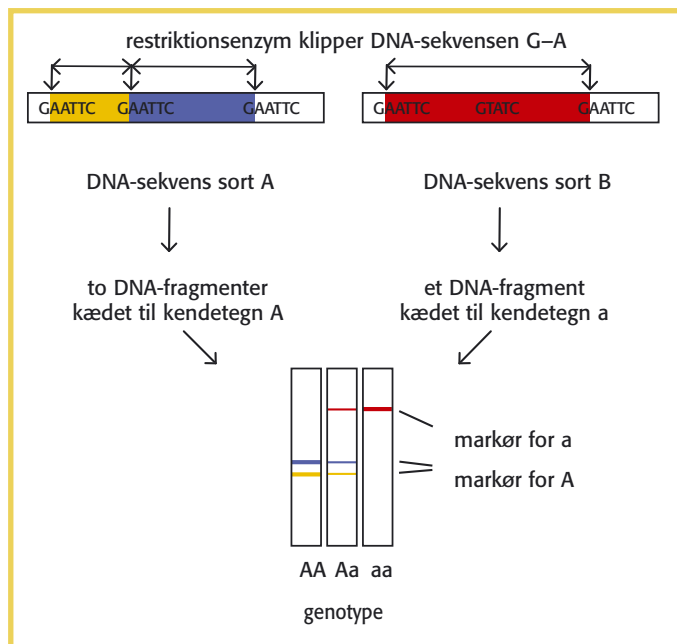 restriktionsenzym klipper DNA-sekvensen G–A
GAATTC GAATTC GAATTC
GAATTC GTATC GAATTC
DNA-sekvens sort A
DNA-sekvens sort B
to DNA-fragmenter
kædet til kendetegn A
et DNA-fragment
kædet til kendetegn a
markør for a
markør for A
AA Aa aa
genotype